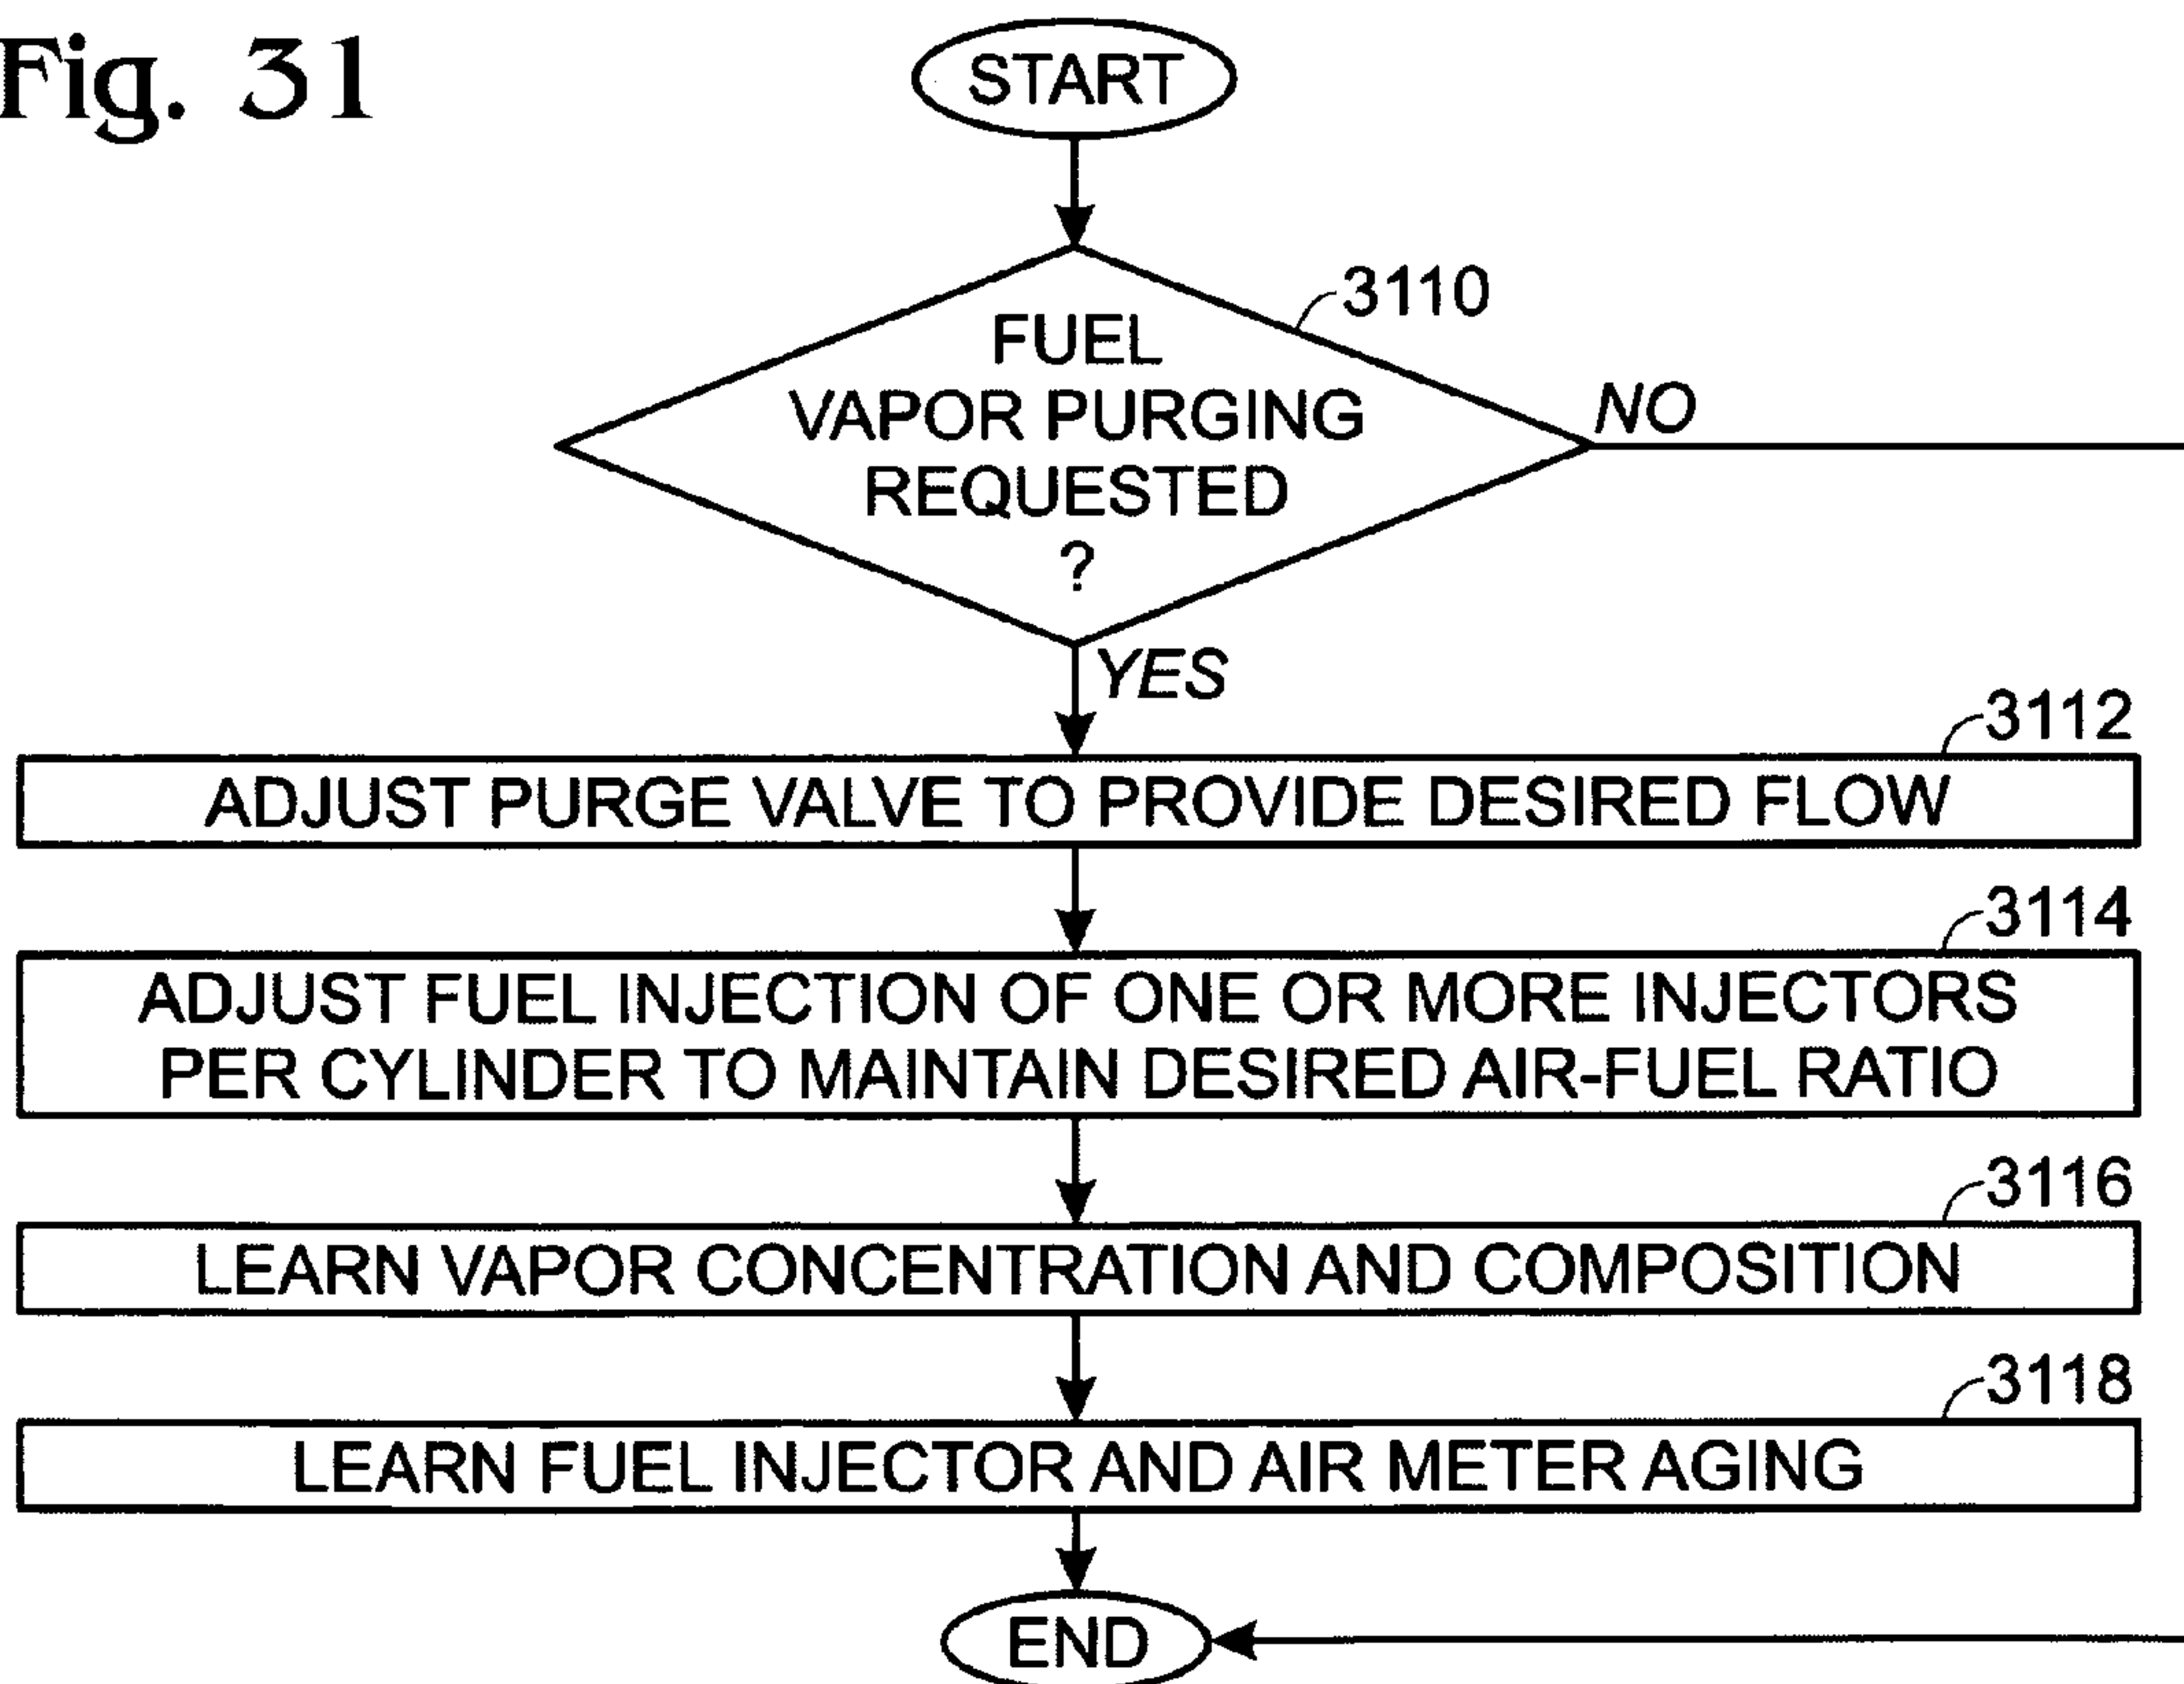 Fig. 31
START
3110
FUEL
VAPOR PURGING
REQUESTED
?
NO
YES
3112
ADJUST PURGE VALVE TO PROVIDE DESIRED FLOW
3114
ADJUST FUEL INJECTION OF ONE OR MORE INJECTORS
PER CYLINDER TO MAINTAIN DESIRED AIR-FUEL RATIO
3116
LEARN VAPOR CONCENTRATION AND COMPOSITION
3118
LEARN FUEL INJECTOR AND AIR METER AGING
END